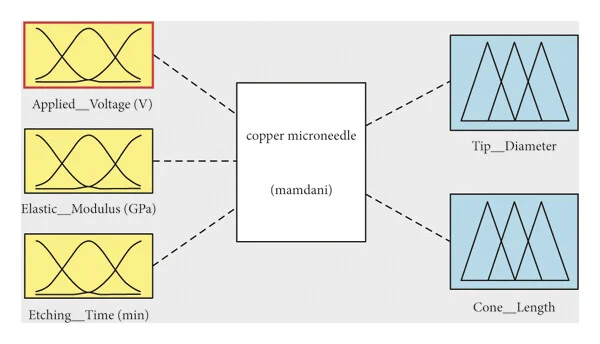 Applied__Voltage (V)
Elastic__Modulus (GPa)
Etching__Time (min)
copper microneedle
(mamdani)
Tip__Diameter
Cone__Length